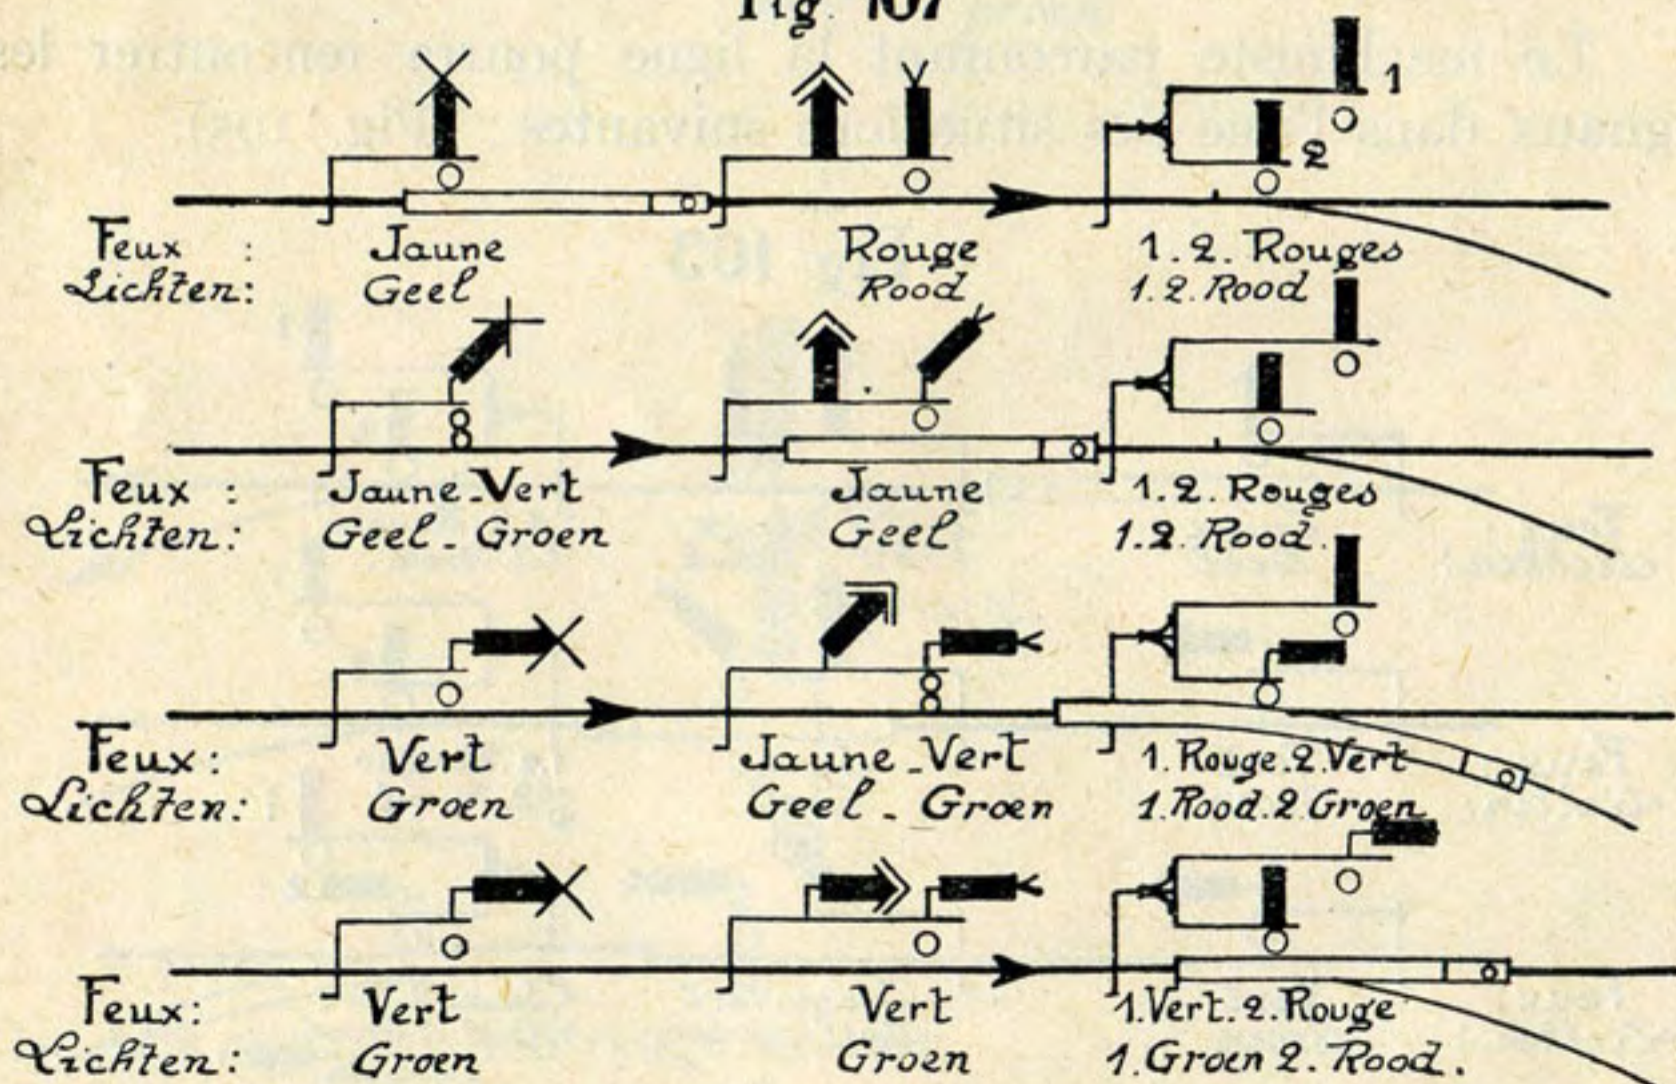 Fig. 107
1
2
Feux : Jaune Rouge 1.2. Rouges
Lichten: Geel Rood 1.2. Rood
Feux : Jaune-Vert Jaune 1.2. Rouges
Lichten: Geel - Groen Geel 1.2. Rood.
Feux : Vert Jaune-Vert 1. Rouge. 2. Vert
Lichten: Groen Geel - Groen 1. Rood. 2. Groen
Feux: Vert Vert 1. Vert. 2. Rouge
Lichten: Groen Groen 1. Groen 2. Rood.